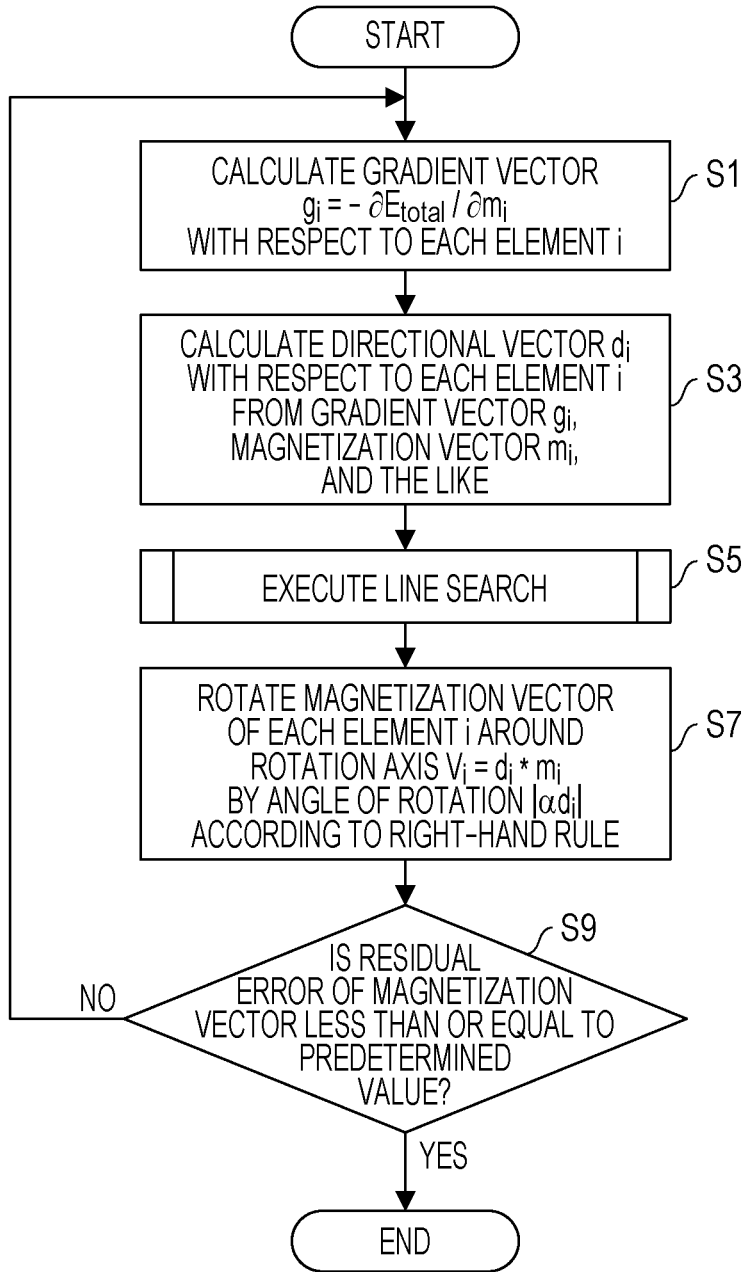 START
CALCULATE GRADIENT VECTOR
gᵢ = − ∂Eₜₒₜₐₗ / ∂mᵢ
WITH RESPECT TO EACH ELEMENT i
S1
CALCULATE DIRECTIONAL VECTOR dᵢ
WITH RESPECT TO EACH ELEMENT i
FROM GRADIENT VECTOR gᵢ,
MAGNETIZATION VECTOR mᵢ,
AND THE LIKE
S3
EXECUTE LINE SEARCH
S5
ROTATE MAGNETIZATION VECTOR
OF EACH ELEMENT i AROUND
ROTATION AXIS Vᵢ = dᵢ * mᵢ
BY ANGLE OF ROTATION |αdᵢ|
ACCORDING TO RIGHT-HAND RULE
S7
S9
IS RESIDUAL
ERROR OF MAGNETIZATION
VECTOR LESS THAN OR EQUAL TO
PREDETERMINED
VALUE?
NO
YES
END